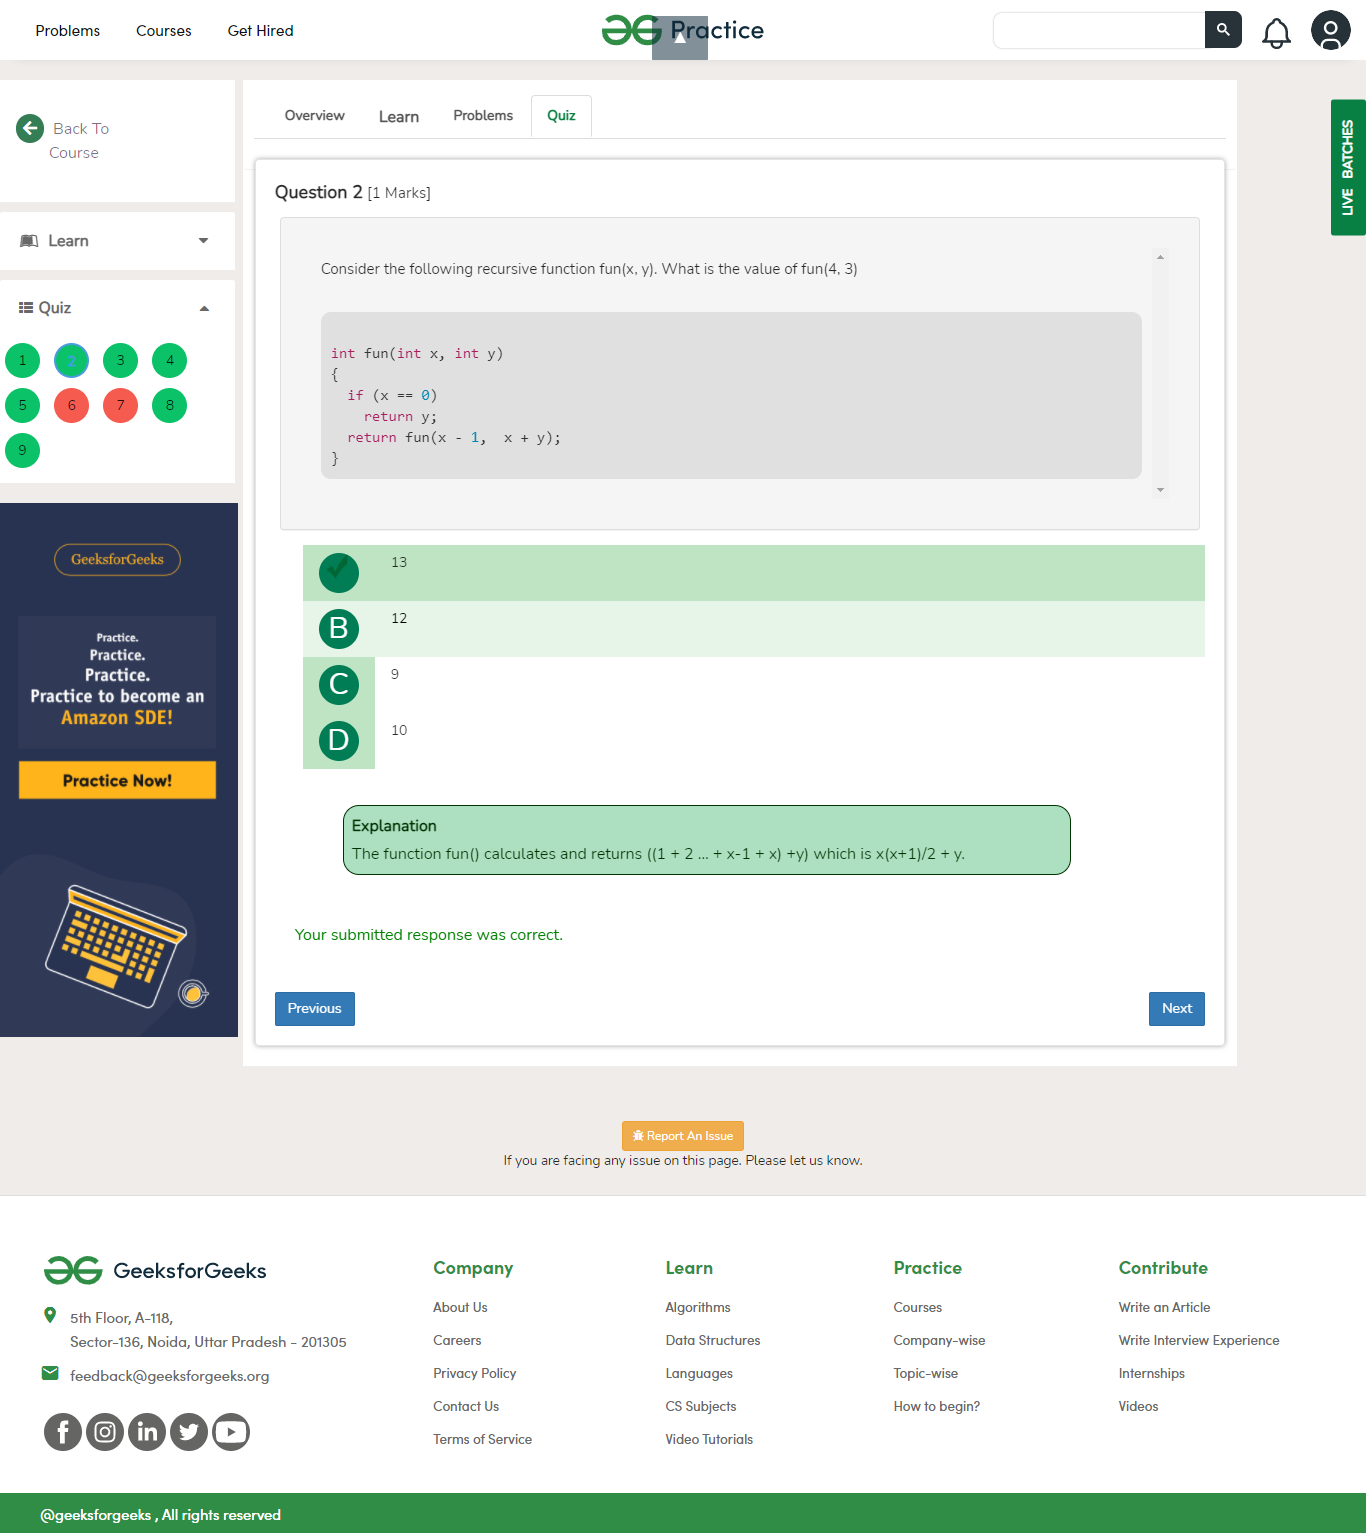 Problems Courses Get Hired Practice
Back To
Course
Learn
Quiz
1 2 3 4
5 6 7 8
9
GeeksforGeeks
Practice.
Practice.
Practice.
Practice to become an
Amazon SDE!
Practice Now!
Overview Learn Problems Quiz
LIVE BATCHES
Question 2 [1 Marks]
Consider the following recursive function fun(x, y). What is the value of fun(4, 3)
int fun(int x, int y)
{
  if (x == 0)
    return y;
  return fun(x - 1,  x + y);
}
13
B 12
C 9
D 10
Explanation
The function fun() calculates and returns ((1 + 2 ... + x-1 + x) +y) which is x(x+1)/2 + y.
Your submitted response was correct.
Previous Next
Report An Issue
If you are facing any issue on this page. Please let us know.
GeeksforGeeks
5th Floor, A-118,
Sector-136, Noida, Uttar Pradesh - 201305
feedback@geeksforgeeks.org
Company
About Us
Careers
Privacy Policy
Contact Us
Terms of Service
Learn
Algorithms
Data Structures
Languages
CS Subjects
Video Tutorials
Practice
Courses
Company-wise
Topic-wise
How to begin?
Contribute
Write an Article
Write Interview Experience
Internships
Videos
@geeksforgeeks , All rights reserved